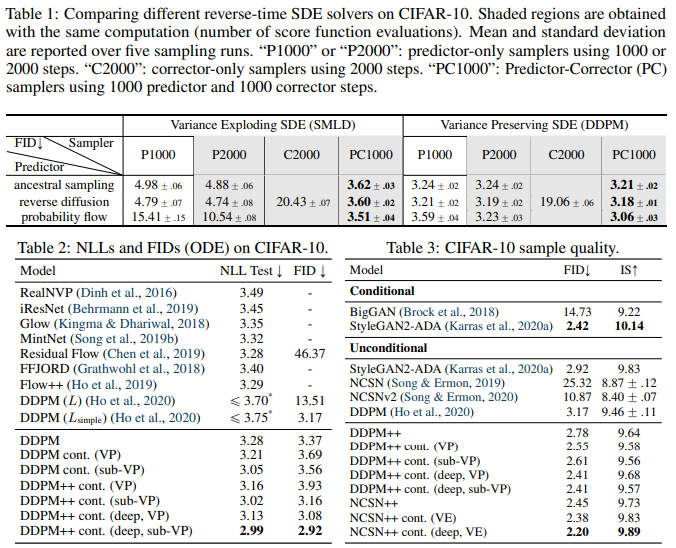 Table 1: Comparing different reverse-time SDE solvers on CIFAR-10. Shaded regions are obtained
with the same computation (number of score function evaluations). Mean and standard deviation
are reported over five sampling runs. “P1000” or “P2000”: predictor-only samplers using 1000 or
2000 steps. “C2000”: corrector-only samplers using 2000 steps. “PC1000”: Predictor-Corrector (PC)
samplers using 1000 predictor and 1000 corrector steps.
Variance Exploding SDE (SMLD) Variance Preserving SDE (DDPM)
FID↓ Sampler P1000 P2000 C2000 PC1000 P1000 P2000 C2000 PC1000
Predictor
ancestral sampling 4.98 ± .06 4.88 ± .06 3.62 ± .03 3.24 ± .02 3.24 ± .02 3.21 ± .02
reverse diffusion 4.79 ± .07 4.74 ± .08 20.43 ± .07 3.60 ± .02 3.21 ± .02 3.19 ± .02 19.06 ± .06 3.18 ± .01
probability flow 15.41 ± .15 10.54 ± .08 3.51 ± .04 3.59 ± .04 3.23 ± .03 3.06 ± .03
Table 2: NLLs and FIDs (ODE) on CIFAR-10.
Model NLL Test ↓ FID ↓
RealNVP (Dinh et al., 2016) 3.49 -
iResNet (Behrmann et al., 2019) 3.45 -
Glow (Kingma & Dhariwal, 2018) 3.35 -
MintNet (Song et al., 2019b) 3.32 -
Residual Flow (Chen et al., 2019) 3.28 46.37
FFJORD (Grathwohl et al., 2018) 3.40 -
Flow++ (Ho et al., 2019) 3.29 -
DDPM (L) (Ho et al., 2020) ⩽ 3.70* 13.51
DDPM (Lsimple) (Ho et al., 2020) ⩽ 3.75* 3.17
DDPM 3.28 3.37
DDPM cont. (VP) 3.21 3.69
DDPM cont. (sub-VP) 3.05 3.56
DDPM++ cont. (VP) 3.16 3.93
DDPM++ cont. (sub-VP) 3.02 3.16
DDPM++ cont. (deep, VP) 3.13 3.08
DDPM++ cont. (deep, sub-VP) 2.99 2.92
Table 3: CIFAR-10 sample quality.
Model FID↓ IS↑
Conditional
BigGAN (Brock et al., 2018) 14.73 9.22
StyleGAN2-ADA (Karras et al., 2020a) 2.42 10.14
Unconditional
StyleGAN2-ADA (Karras et al., 2020a) 2.92 9.83
NCSN (Song & Ermon, 2019) 25.32 8.87 ± .12
NCSNv2 (Song & Ermon, 2020) 10.87 8.40 ± .07
DDPM (Ho et al., 2020) 3.17 9.46 ± .11
DDPM++ 2.78 9.64
DDPM++ cont. (VP) 2.55 9.58
DDPM++ cont. (sub-VP) 2.61 9.56
DDPM++ cont. (deep, VP) 2.41 9.68
DDPM++ cont. (deep, sub-VP) 2.41 9.57
NCSN++ 2.45 9.73
NCSN++ cont. (VE) 2.38 9.83
NCSN++ cont. (deep, VE) 2.20 9.89